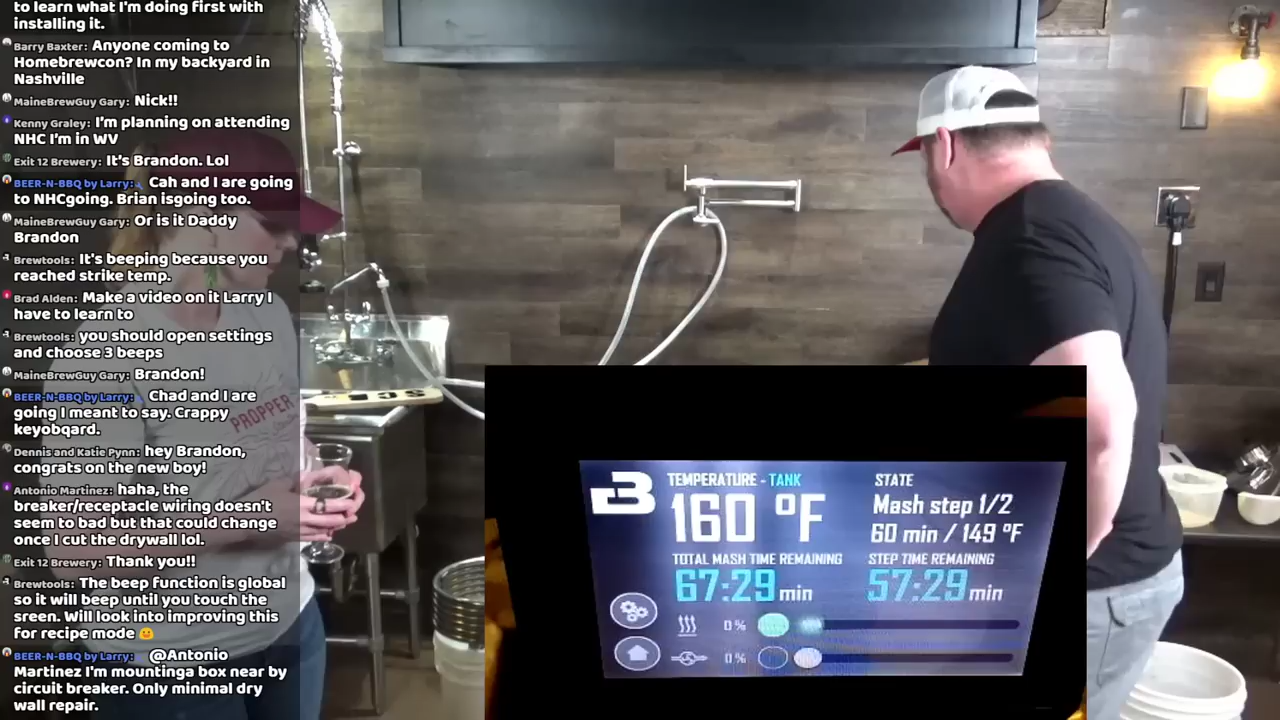 to learn what I'm doing first with
installing it.
Barry Baxter: Anyone coming to
Homebrewcon? In my backyard in
Nashville
MaineBrewGuy Gary: Nick!!
Kenny Graley: I'm planning on attending
NHC I'm in WV
Exit 12 Brewery: It's Brandon. Lol
BEER-N-BBQ by Larry: Cah and I are going
to NHCgoing. Brian isgoing too.
MaineBrewGuy Gary: Or is it Daddy
Brandon
Brewtools: It's beeping because you
reached strike temp.
Brad Alden: Make a video on it Larry I
have to learn to
Brewtools: you should open settings
and choose 3 beeps
MaineBrewGuy Gary: Brandon!
BEER-N-BBQ by Larry: Chad and I are
going I meant to say. Crappy
keyobqard.
Dennis and Katie Pynn: hey Brandon,
congrats on the new boy!
Antonio Martinez: haha, the
breaker/receptacle wiring doesn't
seem to bad but that could change
once I cut the drywall lol.
Exit 12 Brewery: Thank you!!
Brewtools: The beep function is global
so it will beep until you touch the
sreen. Will look into improving this
for recipe mode 🙂
BEER-N-BBQ by Larry: @Antonio
Martinez I'm mountinga box near by
circuit breaker. Only minimal dry
wall repair.
PROPPER
SCJ
B
TEMPERATURE - TANK
160 °F
STATE
Mash step 1/2
60 min / 149 °F
TOTAL MASH TIME REMAINING
67:29 min
STEP TIME REMAINING
57:29 min
0 %
0 %